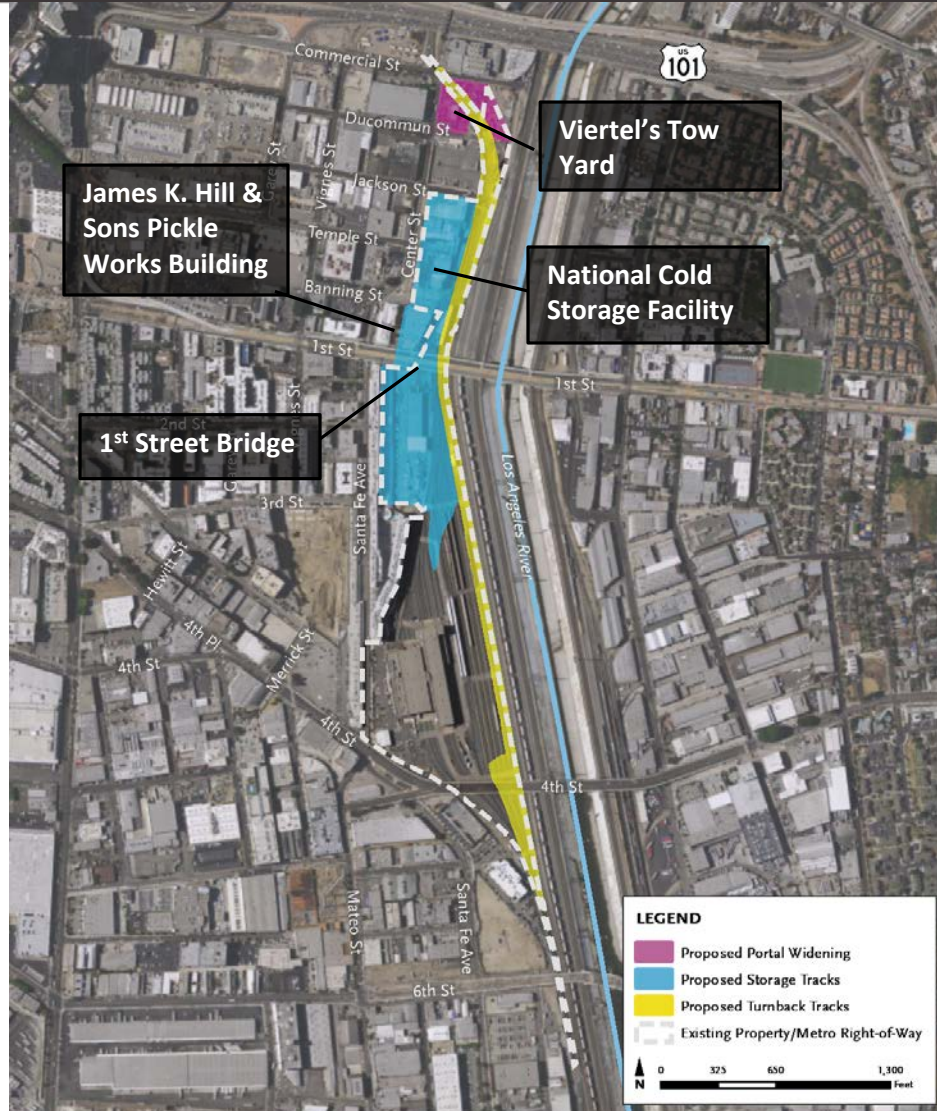 Commercial St
US
101
Viertel's Tow
Yard
Ducommun St
Vignes St
James K. Hill &
Sons Pickle
Works Building
Jackson St
Center St
Temple St
National Cold
Storage Facility
Banning St
1st St
1st St
1st Street Bridge
2nd St
Los Angeles River
Santa Fe Ave
3rd St
Hewitt St
4th Pl
Merrick St
4th St
4th St
4th St
Mateo St
Santa Fe Ave
6th St
LEGEND
Proposed Portal Widening
Proposed Storage Tracks
Proposed Turnback Tracks
Existing Property/Metro Right-of-Way
N
0 325 650 1,300
Feet